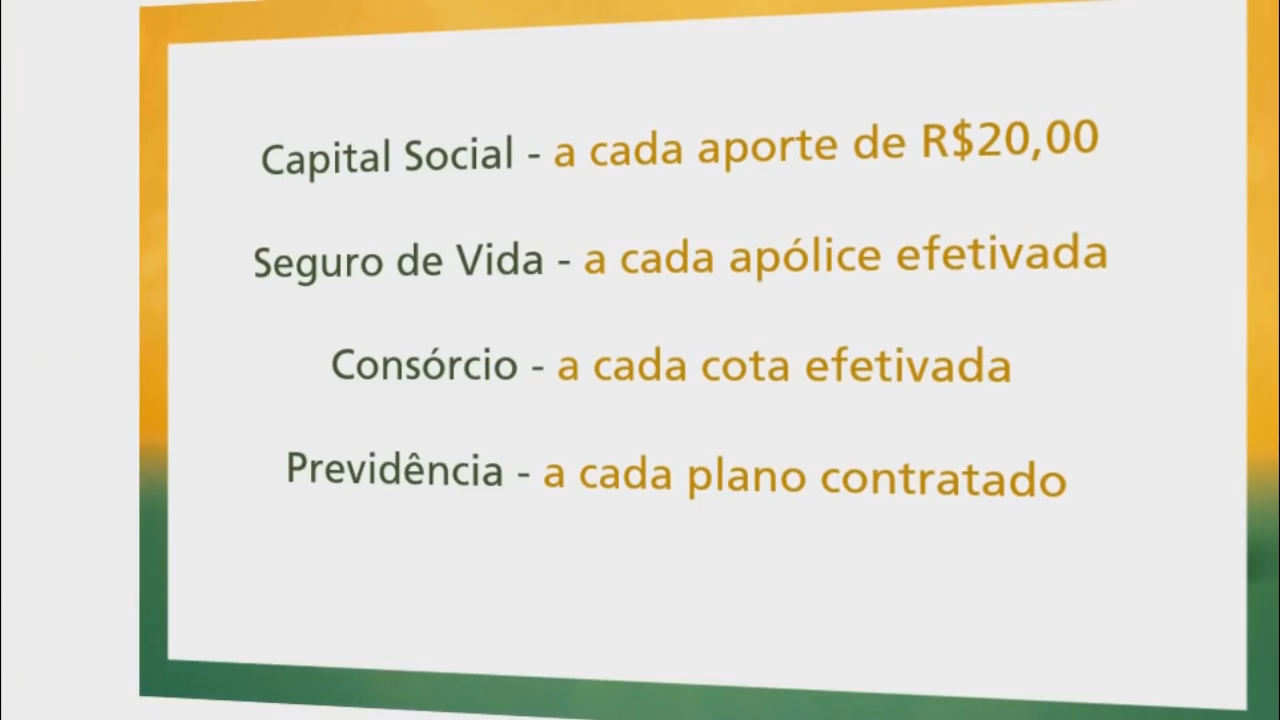 Capital Social - a cada aporte de R$20,00
Seguro de Vida - a cada apólice efetivada
Consórcio - a cada cota efetivada
Previdência - a cada plano contratado